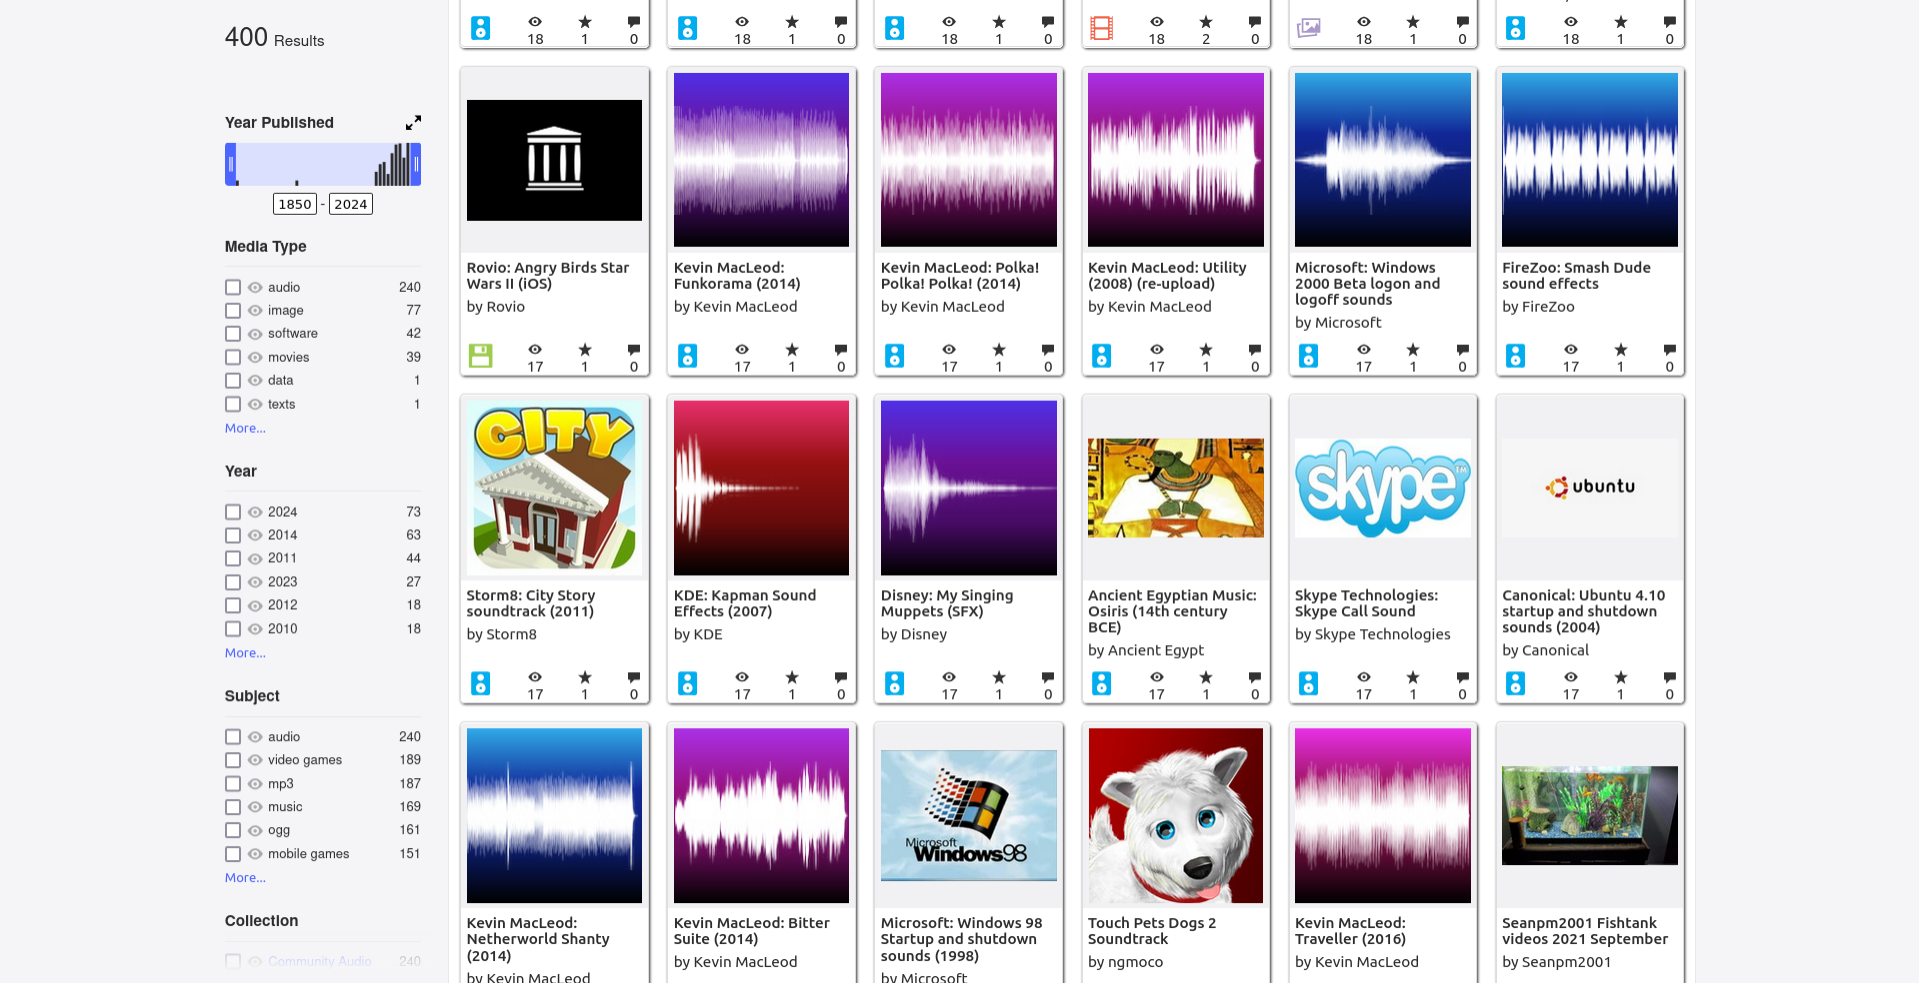 400 Results
Year Published
1850 - 2024
Media Type
audio 240
image 77
software 42
movies 39
data 1
texts 1
More...
Year
2024 73
2014 63
2011 44
2023 27
2012 18
2010 18
More...
Subject
audio 240
video games 189
mp3 187
music 169
ogg 161
mobile games 151
More...
Collection
Community Audio 240
18 1 0
18 1 0
18 1 0
18 2 0
18 1 0
18 1 0
Rovio: Angry Birds Star
Wars II (iOS)
by Rovio
17 1 0
Kevin MacLeod:
Funkorama (2014)
by Kevin MacLeod
17 1 0
Kevin MacLeod: Polka!
Polka! Polka! (2014)
by Kevin MacLeod
17 1 0
Kevin MacLeod: Utility
(2008) (re-upload)
by Kevin MacLeod
17 1 0
Microsoft: Windows
2000 Beta logon and
logoff sounds
by Microsoft
17 1 0
FireZoo: Smash Dude
sound effects
by FireZoo
17 1 0
CITY
Storm8: City Story
soundtrack (2011)
by Storm8
17 1 0
KDE: Kapman Sound
Effects (2007)
by KDE
17 1 0
Disney: My Singing
Muppets (SFX)
by Disney
17 1 0
Ancient Egyptian Music:
Osiris (14th century
BCE)
by Ancient Egypt
17 1 0
skype TM
Skype Technologies:
Skype Call Sound
by Skype Technologies
17 1 0
ubuntu
Canonical: Ubuntu 4.10
startup and shutdown
sounds (2004)
by Canonical
17 1 0
Kevin MacLeod:
Netherworld Shanty
(2014)
by Kevin MacLeod
Kevin MacLeod: Bitter
Suite (2014)
by Kevin MacLeod
Microsoft
Windows98
Microsoft: Windows 98
Startup and shutdown
sounds (1998)
by Microsoft
Touch Pets Dogs 2
Soundtrack
by ngmoco
Kevin MacLeod:
Traveller (2016)
by Kevin MacLeod
Seanpm2001 Fishtank
videos 2021 September
by Seanpm2001